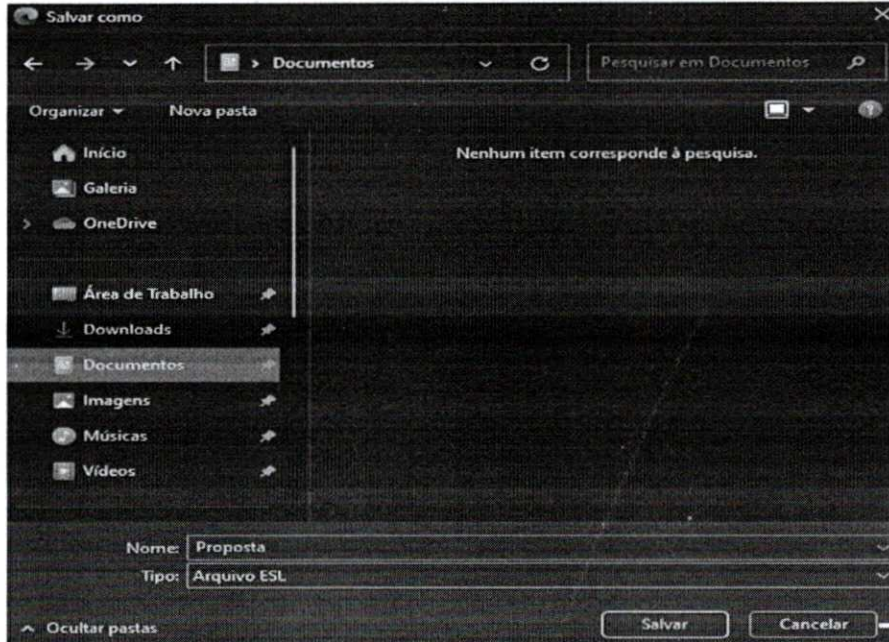 Salvar como
Documentos
Pesquisar em Documentos
Organizar
Nova pasta
Início
Nenhum item corresponde à pesquisa.
Galeria
OneDrive
Área de Trabalho
Downloads
Documentos
Imagens
Músicas
Vídeos
Nome: Proposta
Tipo: Arquivo ESL
Ocultar pastas
Salvar
Cancelar